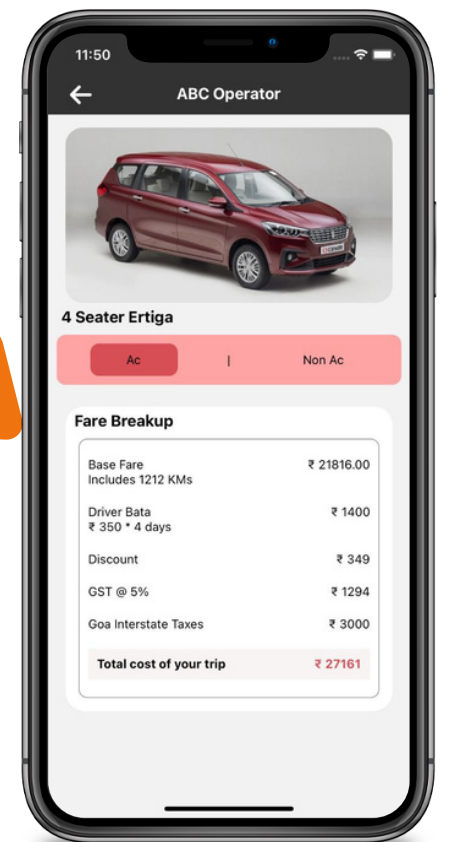 11:50
ABC Operator
4 Seater Ertiga
Ac | Non Ac
Fare Breakup
Base Fare ₹ 21816.00
Includes 1212 KMs
Driver Bata ₹ 1400
₹ 350 * 4 days
Discount ₹ 349
GST @ 5% ₹ 1294
Goa Interstate Taxes ₹ 3000
Total cost of your trip ₹ 27161